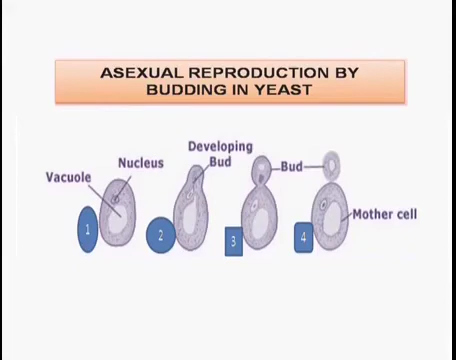 ASEXUAL REPRODUCTION BY
BUDDING IN YEAST
Developing
Bud
Nucleus
Bud
Vacuole
Mother cell
1
2
3
4